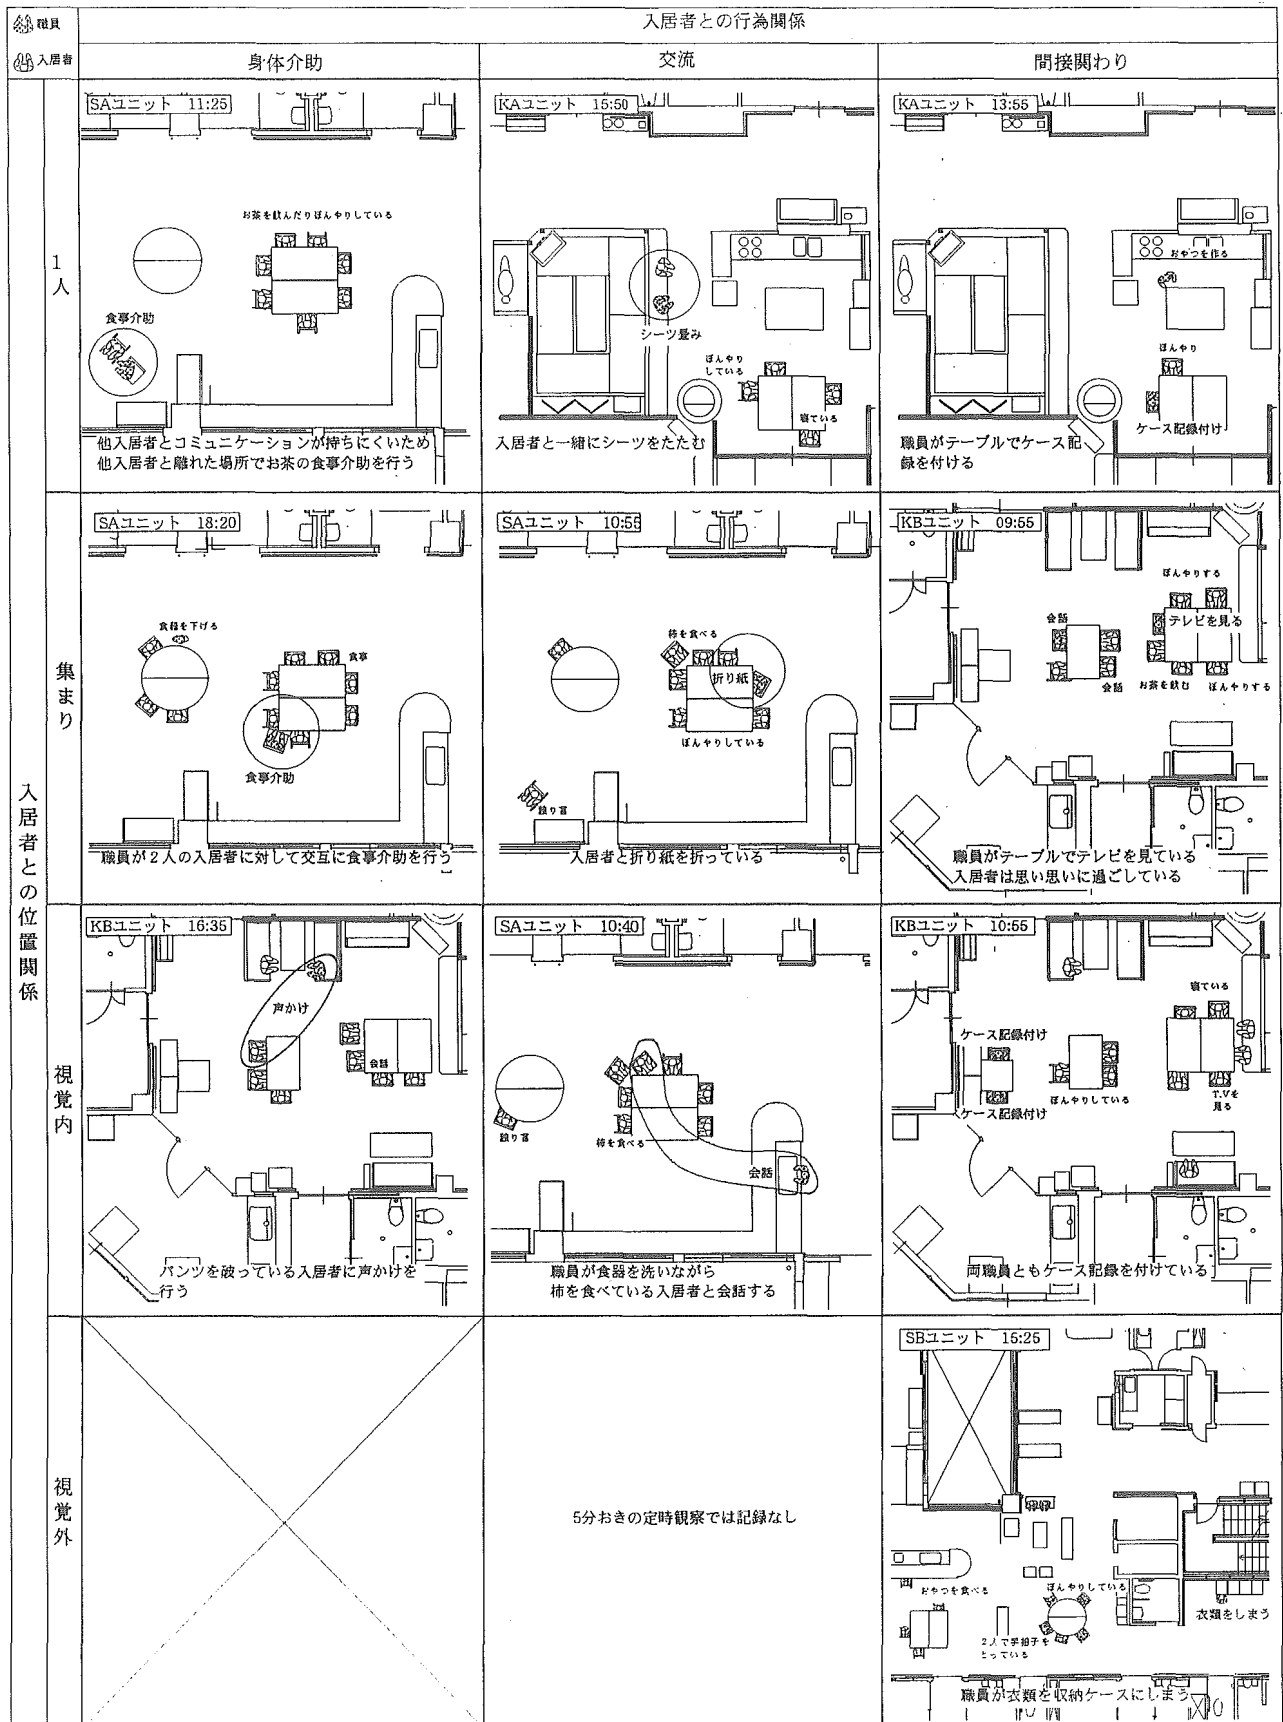 職員
入居者
入居者との行為関係
身体介助
交流
間接関わり
入居者との位置関係
1人
SAユニット 11:25
お茶を飲んだりぼんやりしている
食事介助
他入居者とコミュニケーションが持ちにくいため
他入居者と離れた場所でお茶の食事介助を行う
KAユニット 15:50
シーツ畳み
ぼんやり
している
寝ている
入居者と一緒にシーツをたたむ
KAユニット 13:55
おやつを作る
ぼんやり
ケース記録付け
職員がテーブルでケース記
録を付ける
集まり
SAユニット 18:20
食器を下げる
食事
食事介助
職員が2人の入居者に対して交互に食事介助を行う
SAユニット 10:55
柿を食べる
折り紙
ぼんやりしている
独り言
入居者と折り紙を折っている
KBユニット 09:55
ぼんやりする
会話
テレビを見る
会話
お茶を飲む
ぼんやりする
職員がテーブルでテレビを見ている
入居者は思い思いに過ごしている
視覚内
KBユニット 16:35
声かけ
会話
パンツを破っている入居者に声かけを
行う
SAユニット 10:40
独り言
柿を食べる
会話
職員が食器を洗いながら
柿を食べている入居者と会話する
KBユニット 10:55
寝ている
ケース記録付け
ケース記録付け
ぼんやりしている
T.Vを
見る
両職員ともケース記録を付けている
視覚外
5分おきの定時観察では記録なし
SBユニット 15:25
おやつを食べる
ぼんやりしている
衣類をしまう
2人で手拍子を
とっている
職員が衣類を収納ケースにしまう